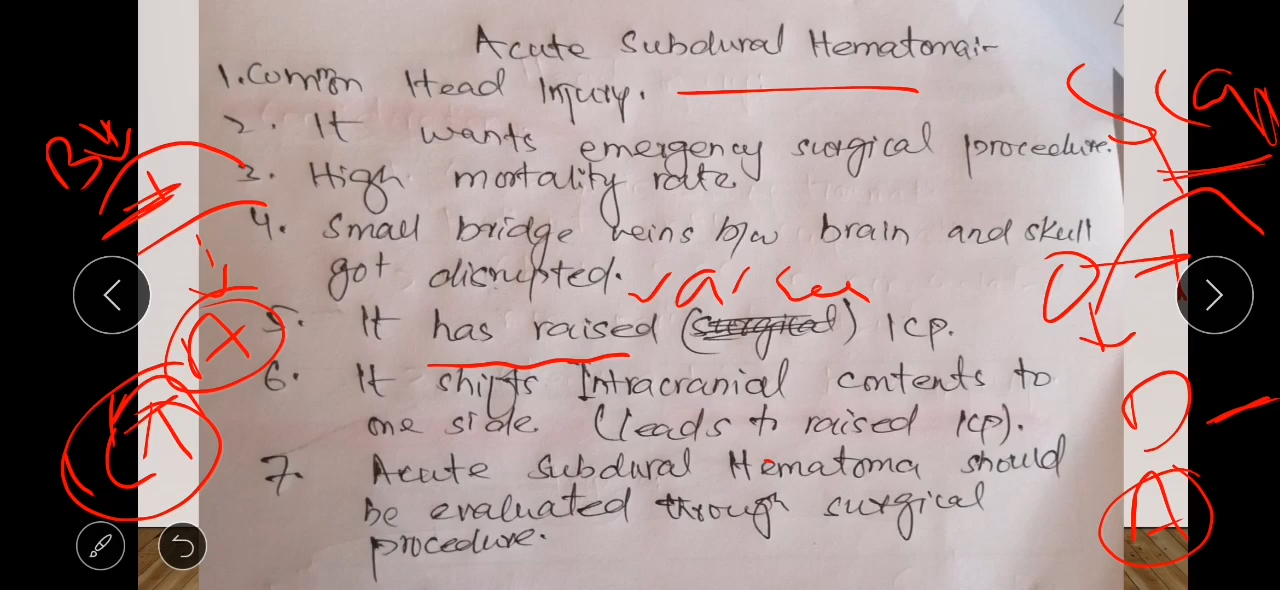 Acute Subdural Hematoma:-
1. Common Head Injury.
2. It wants emergency surgical procedure.
3. High mortality rate
4. Small bridge veins b/w brain and skull
got disrupted.
5. It has raised (surgical) ICP.
6. It shifts Intracranial contents to
one side (leads to raised ICP).
7. Acute Subdural Hematoma should
be evaluated through surgical
procedure.